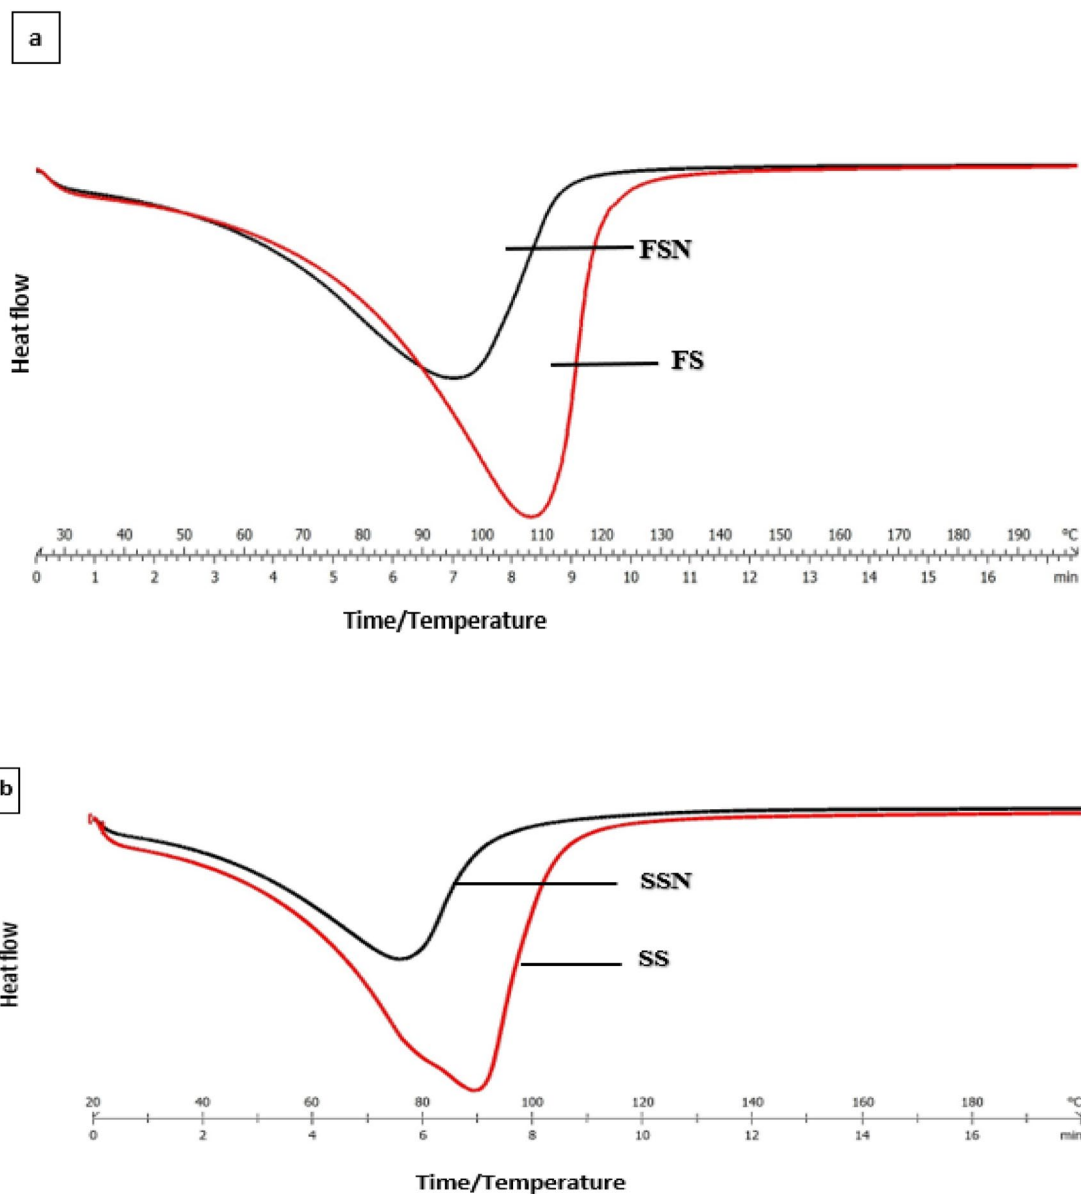 a
FSN
FS
Heat flow
30 40 50 60 70 80 90 100 110 120 130 140 150 160 170 180 190 °C
0 1 2 3 4 5 6 7 8 9 10 11 12 13 14 15 16 min
Time/Temperature
b
SSN
SS
Heat flow
20 40 60 80 100 120 140 160 180 °C
0 2 4 6 8 10 12 14 16 min
Time/Temperature